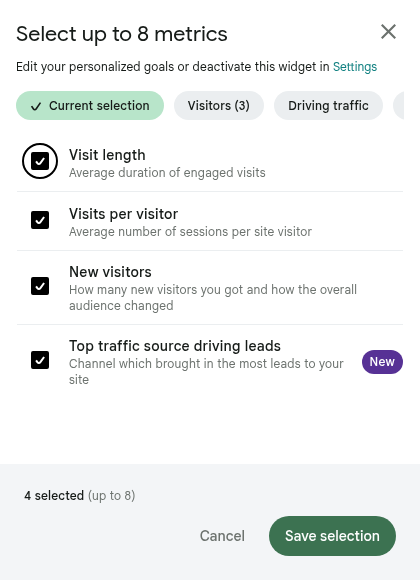 Select up to 8 metrics
Edit your personalized goals or deactivate this widget in Settings
Current selection
Visitors (3)
Driving traffic
Visit length
Average duration of engaged visits
Visits per visitor
Average number of sessions per site visitor
New visitors
How many new visitors you got and how the overall
audience changed
Top traffic source driving leads
Channel which brought in the most leads to your
site
New
4 selected (up to 8)
Cancel
Save selection